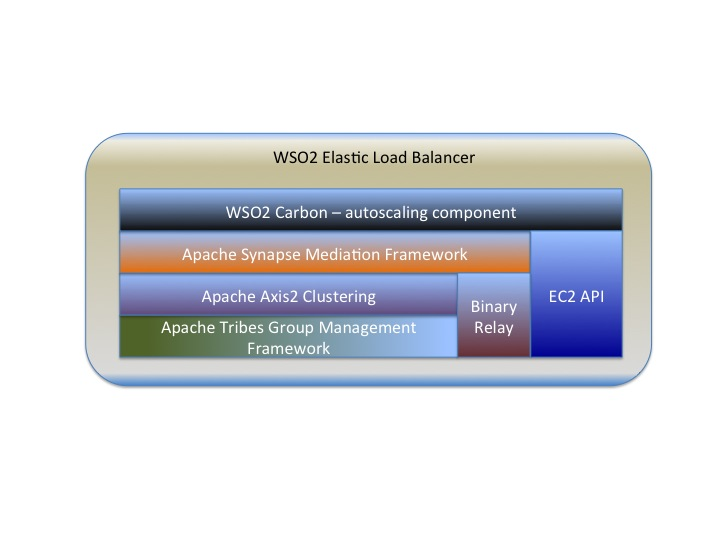 WSO2 Elastic Load Balancer
WSO2 Carbon – autoscaling component
Apache Synapse Mediation Framework
Apache Axis2 Clustering
Binary
Relay
EC2 API
Apache Tribes Group Management
Framework